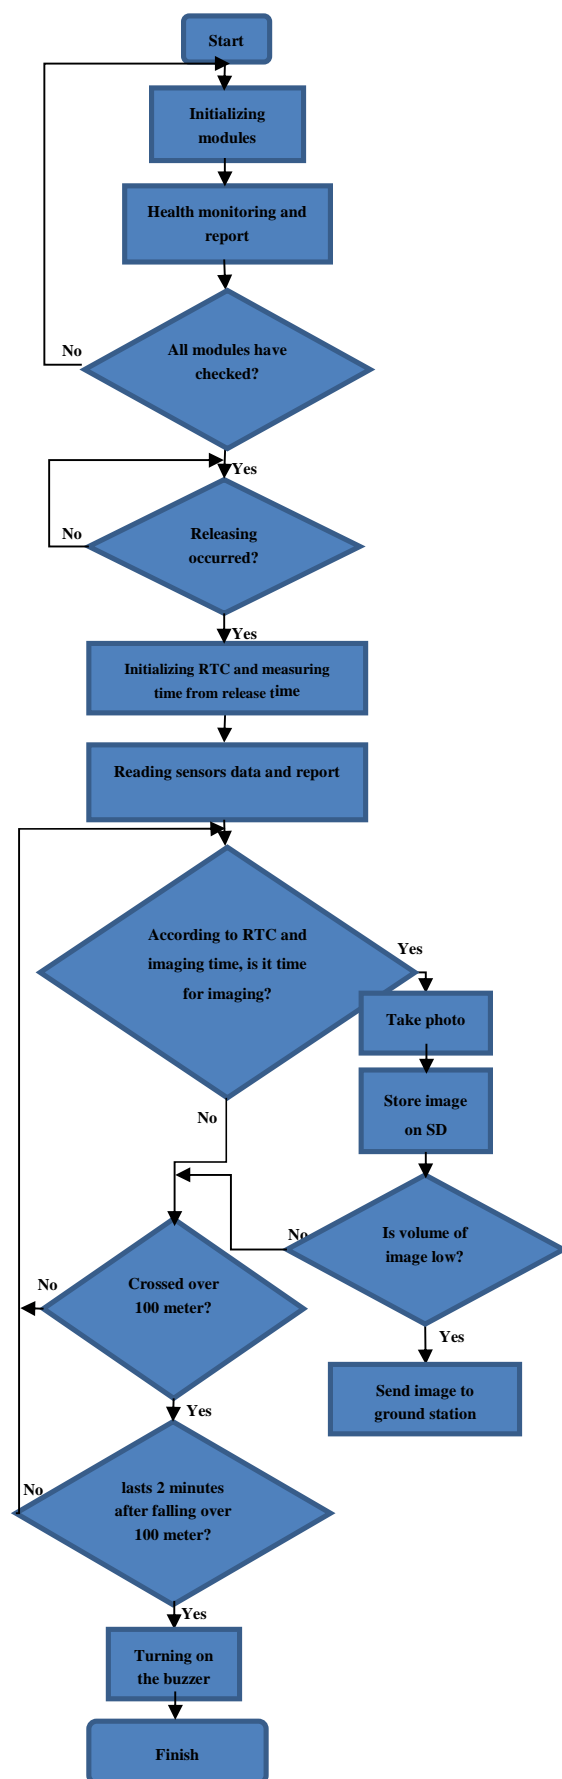 Start
Initializing
modules
Health monitoring and
report
All modules have
checked?
No
Yes
Releasing
occurred?
No
Yes
Initializing RTC and measuring
time from release time
Reading sensors data and report
According to RTC and
imaging time, is it time
for imaging?
Yes
Take photo
Store image
on SD
No
Is volume of
image low?
No
Yes
Send image to
ground station
Crossed over
100 meter?
No
Yes
lasts 2 minutes
after falling over
100 meter?
No
Yes
Turning on
the buzzer
Finish